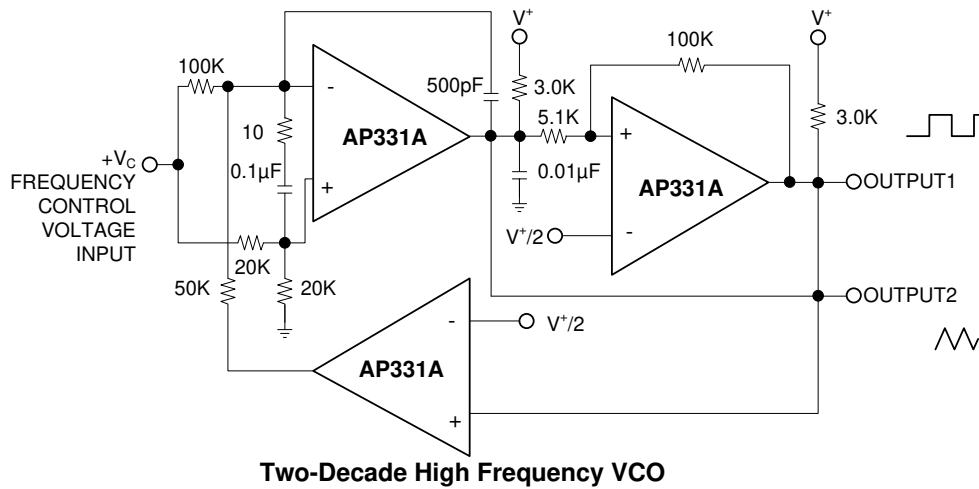 V⁺
V⁺
100K
100K
500pF
3.0K
3.0K
-
10
5.1K
AP331A
+
0.1µF
0.01µF
AP331A
+VC
FREQUENCY
CONTROL
VOLTAGE
INPUT
+
OUTPUT1
V⁺/2
-
20K
50K
20K
OUTPUT2
-
V⁺/2
AP331A
+
Two-Decade High Frequency VCO